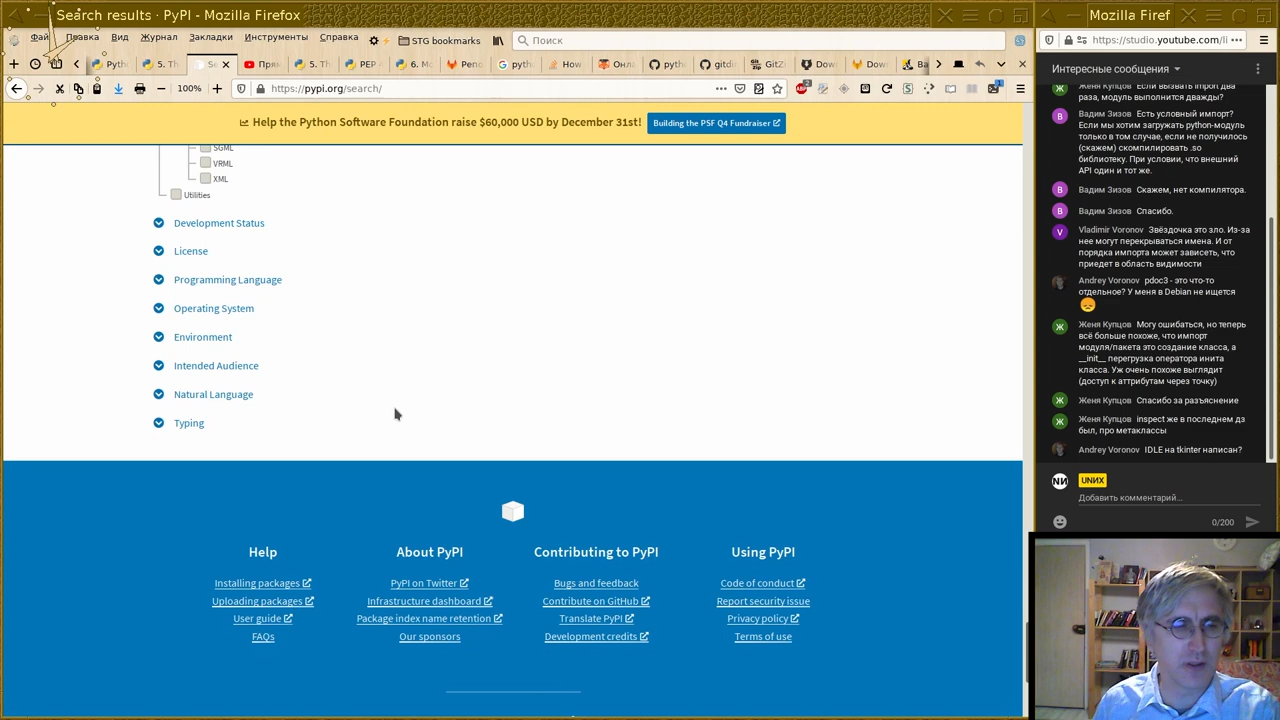 Search results · PyPI - Mozilla Firefox
Файл Правка Вид Журнал Закладки Инструменты Справка
STG bookmarks
Поиск
100%
https://pypi.org/search/
Help the Python Software Foundation raise $60,000 USD by December 31st!
Building the PSF Q4 Fundraiser
SGML
VRML
XML
Utilities
Development Status
License
Programming Language
Operating System
Environment
Intended Audience
Natural Language
Typing
Help
Installing packages
Uploading packages
User guide
FAQs
About PyPI
PyPI on Twitter
Infrastructure dashboard
Package index name retention
Our sponsors
Contributing to PyPI
Bugs and feedback
Contribute on GitHub
Translate PyPI
Development credits
Using PyPI
Code of conduct
Report security issue
Privacy policy
Terms of use
Mozilla Firef
https://studio.youtube.com/li
Интересные сообщения
Женя Купцов Если вызвать import два
раза, модуль выполнится дважды?
Вадим Зизов Есть условный импорт?
Если мы хотим загружать python-модуль
только в том случае, если не получилось
(скажем) скомпилировать .so
библиотеку. При условии, что внешний
API один и тот же.
Вадим Зизов Скажем, нет компилятора.
Вадим Зизов Спасибо.
Vladimir Voronov Звёздочка это зло. Из-за
нее могут перекрываться имена. И от
порядка импорта может зависеть, что
приедет в область видимости
Andrey Voronov pdoc3 - это что-то
отдельное? У меня в Debian не ищется
Женя Купцов Могу ошибаться, но теперь
всё больше похоже, что импорт
модуля/пакета это создание класса, а
__init__ перегрузка оператора инита
класса. Уж очень похоже выглядит
(доступ к аттрибутам через точку)
Женя Купцов Спасибо за разъяснение
Женя Купцов inspect же в последнем дз
был, про метаклассы
Andrey Voronov IDLE на tkinter написан?
UNИX
Добавить комментарий...
0/200